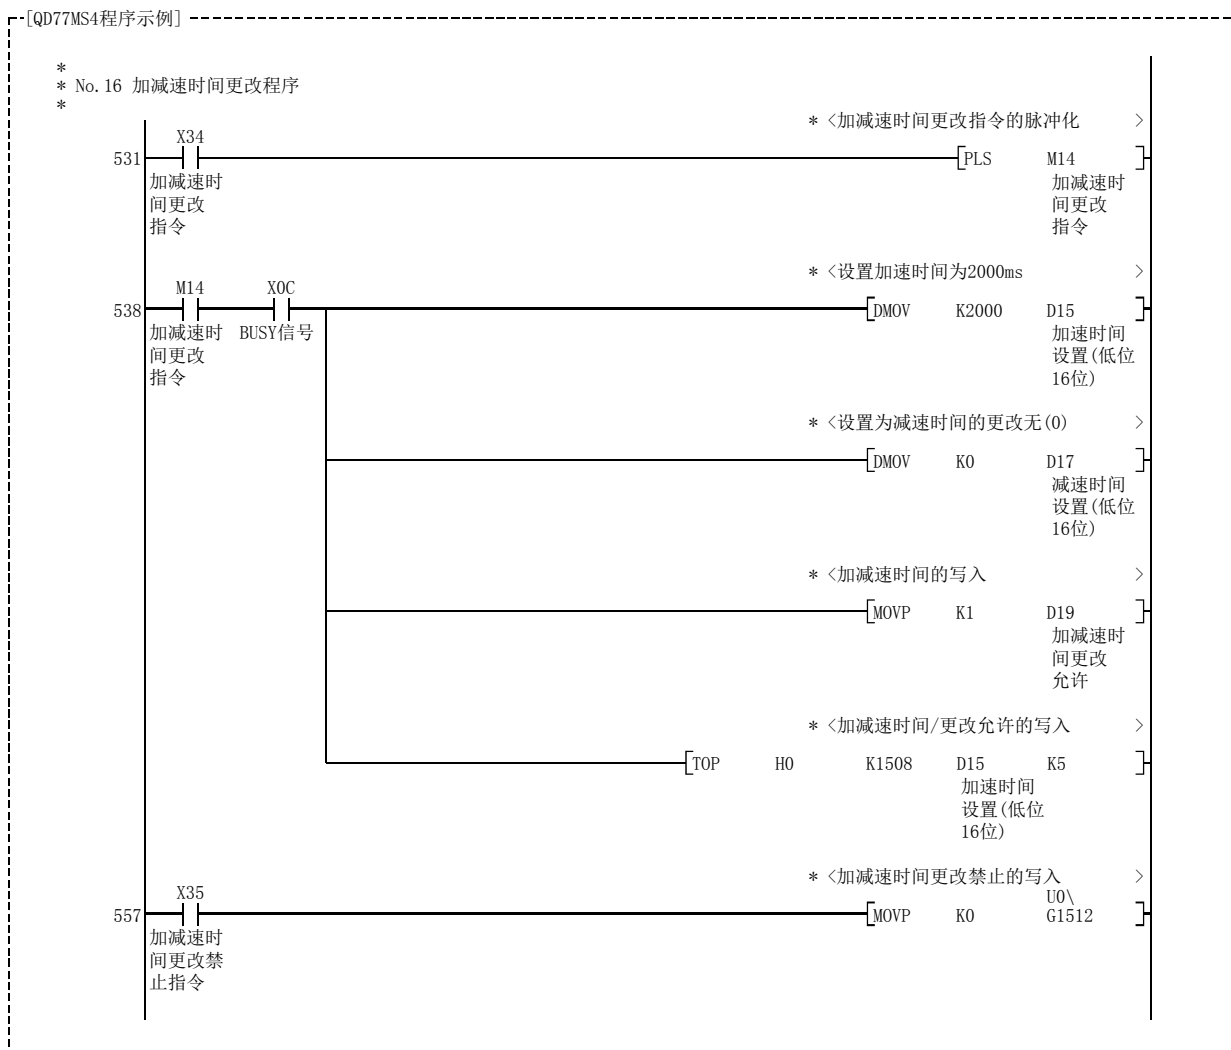 [QD77MS4程序示例]
*
* No.16 加减速时间更改程序
*
* <加减速时间更改指令的脉冲化 >
X34
531
[PLS M14 ]
加减速时
间更改
指令
加减速时
间更改
指令
* <设置加速时间为2000ms >
M14 X0C
538
[DMOV K2000 D15 ]
加减速时
间更改
指令
BUSY信号
加速时间
设置(低位
16位)
* <设置为减速时间的更改无(0) >
[DMOV K0 D17 ]
减速时间
设置(低位
16位)
* <加减速时间的写入 >
[MOVP K1 D19 ]
加减速时
间更改
允许
* <加减速时间/更改允许的写入 >
[TOP H0 K1508 D15 K5 ]
加速时间
设置(低位
16位)
* <加减速时间更改禁止的写入 >
X35
U0\
557
[MOVP K0 G1512 ]
加减速时
间更改禁
止指令